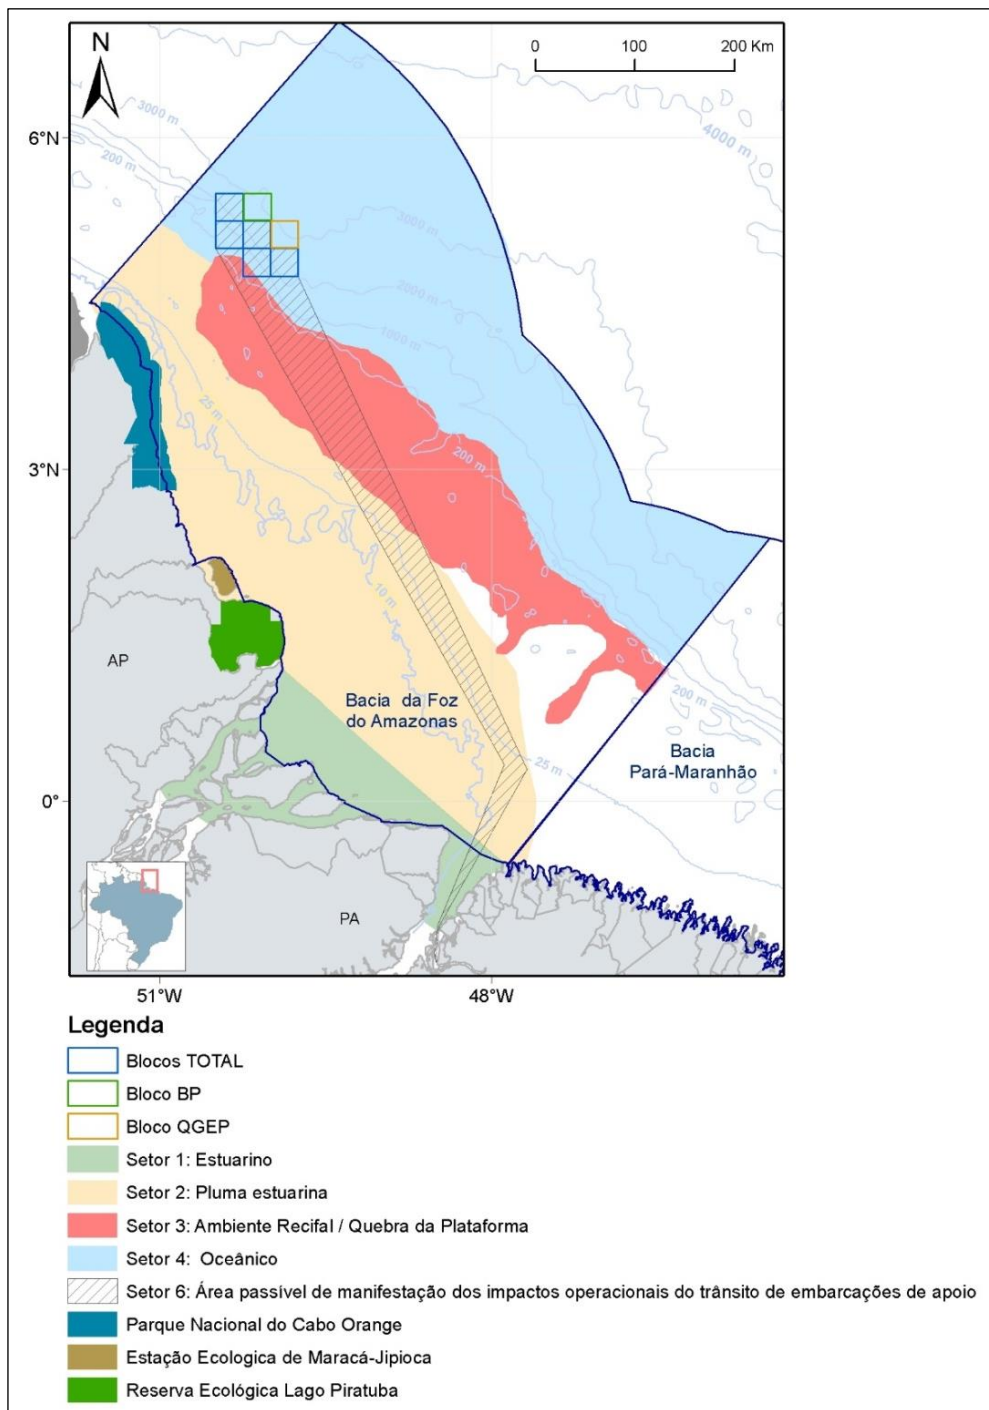 N
0 100 200 Km
3000 m
200 m
4000 m
6°N
3000 m
2000 m
1000 m
25 m
200 m
3°N
10 m
AP
Bacia da Foz
do Amazonas
200 m
25 m
Bacia
Pará-Maranhão
0°
PA
51°W 48°W
Legenda
Blocos TOTAL
Bloco BP
Bloco QGEP
Setor 1: Estuarino
Setor 2: Pluma estuarina
Setor 3: Ambiente Recifal / Quebra da Plataforma
Setor 4: Oceânico
Setor 6: Área passível de manifestação dos impactos operacionais do trânsito de embarcações de apoio
Parque Nacional do Cabo Orange
Estação Ecologica de Maracá-Jipioca
Reserva Ecológica Lago Piratuba